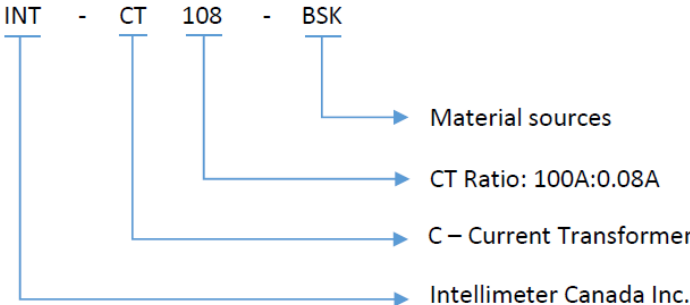 INT - CT 108 - BSK
Material sources
CT Ratio: 100A:0.08A
C – Current Transformer
Intellimeter Canada Inc.